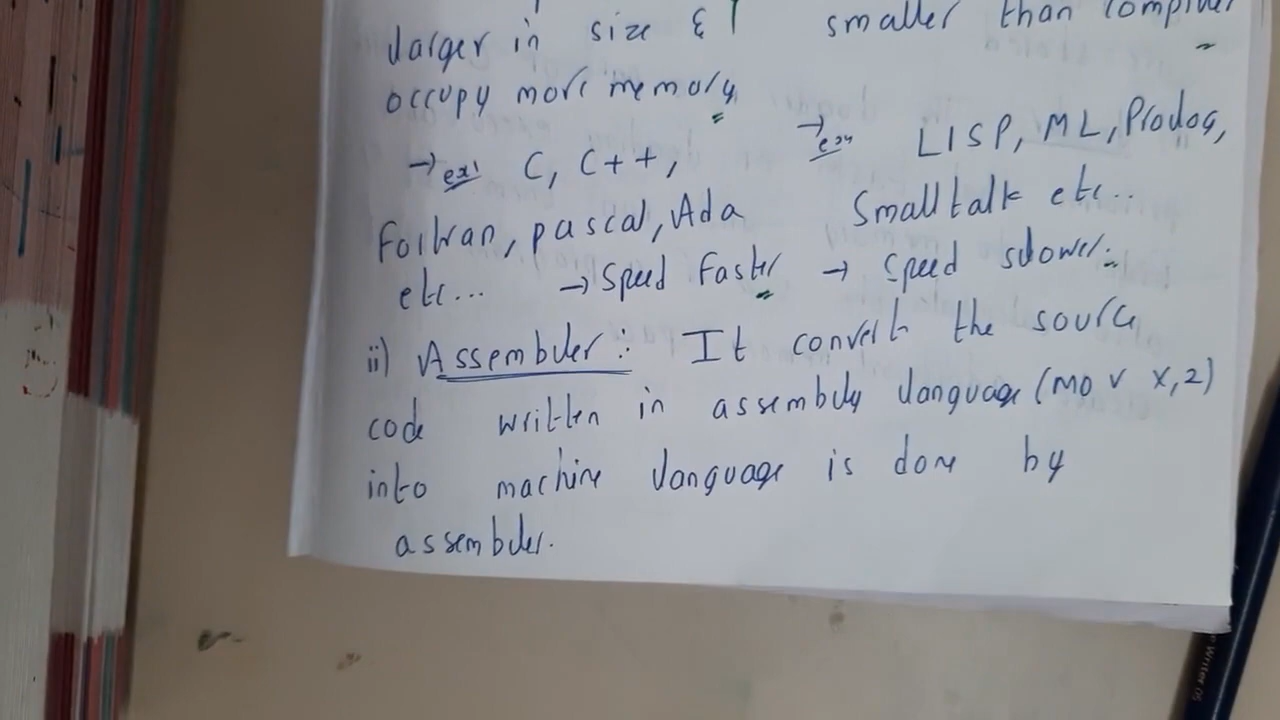 larger in size & smaller than compiler
occupy more memory
→ ex: C, C++, → ex: LISP, ML, Prolog,
Fortran, pascal, Ada Smalltalk etc..
etc... → Speed Faster → Speed slower.
ii) Assembler: It converts the source
code written in assembly language (MOV X,2)
into machine language is done by
assembler.